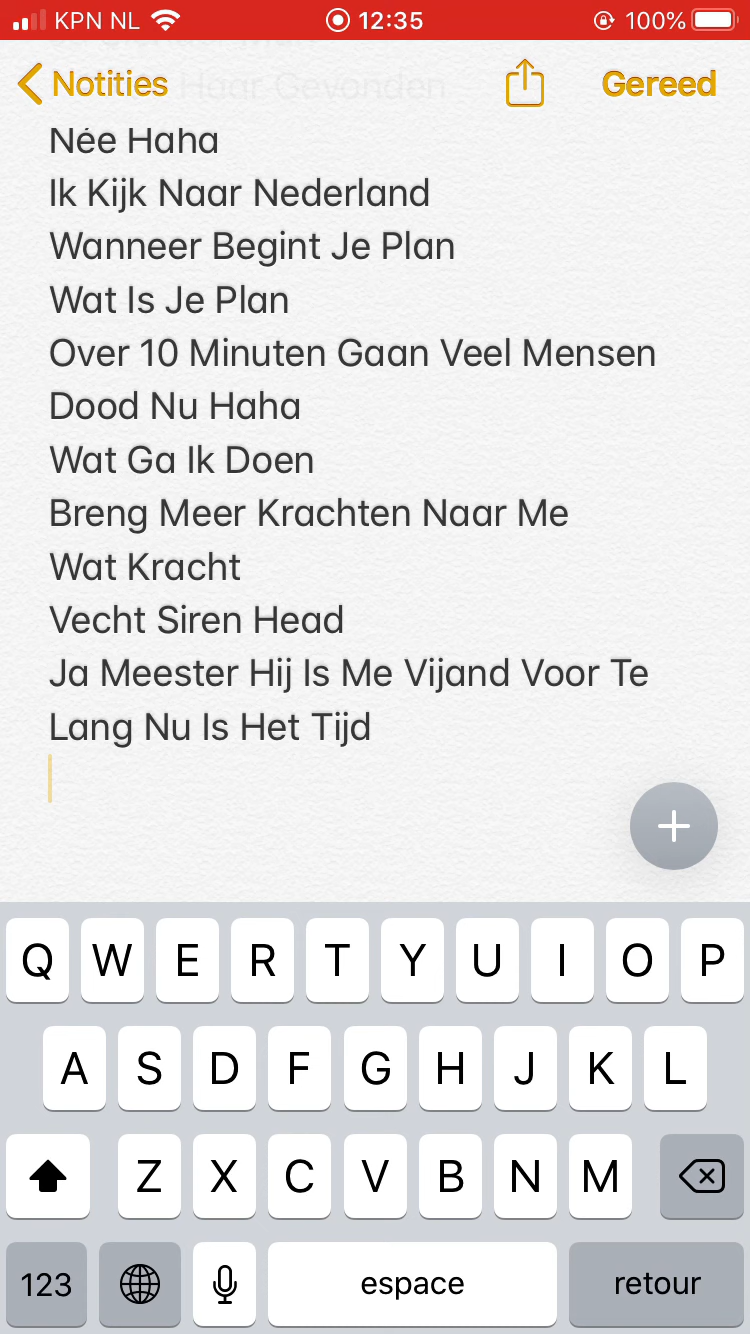 KPN NL 12:35 100%
Haar Gevonden
Notities Gereed
Née Haha
Ik Kijk Naar Nederland
Wanneer Begint Je Plan
Wat Is Je Plan
Over 10 Minuten Gaan Veel Mensen
Dood Nu Haha
Wat Ga Ik Doen
Breng Meer Krachten Naar Me
Wat Kracht
Vecht Siren Head
Ja Meester Hij Is Me Vijand Voor Te
Lang Nu Is Het Tijd
Q W E R T Y U I O P
A S D F G H J K L
Z X C V B N M
123 espace retour